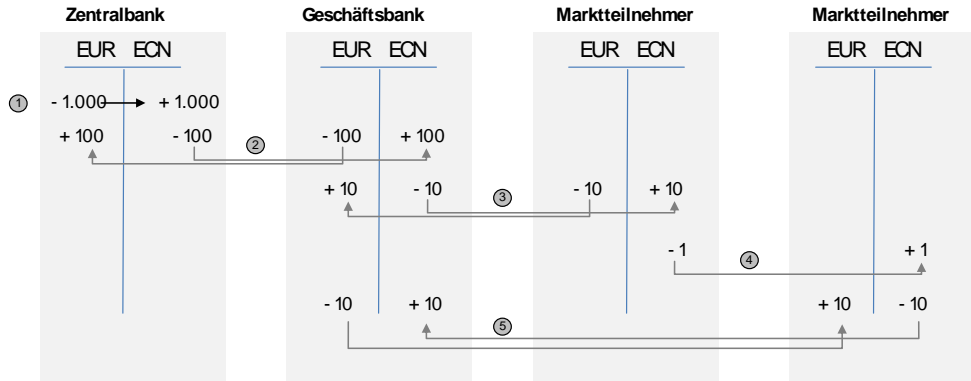 Zentralbank Geschäftsbank Marktteilnehmer Marktteilnehmer
EUR ECN EUR ECN EUR ECN EUR ECN
1 - 1.000 + 1.000
+ 100 - 100 2 - 100 + 100
+ 10 - 10 3 - 10 + 10
- 1 4 + 1
- 10 + 10 5 + 10 - 10